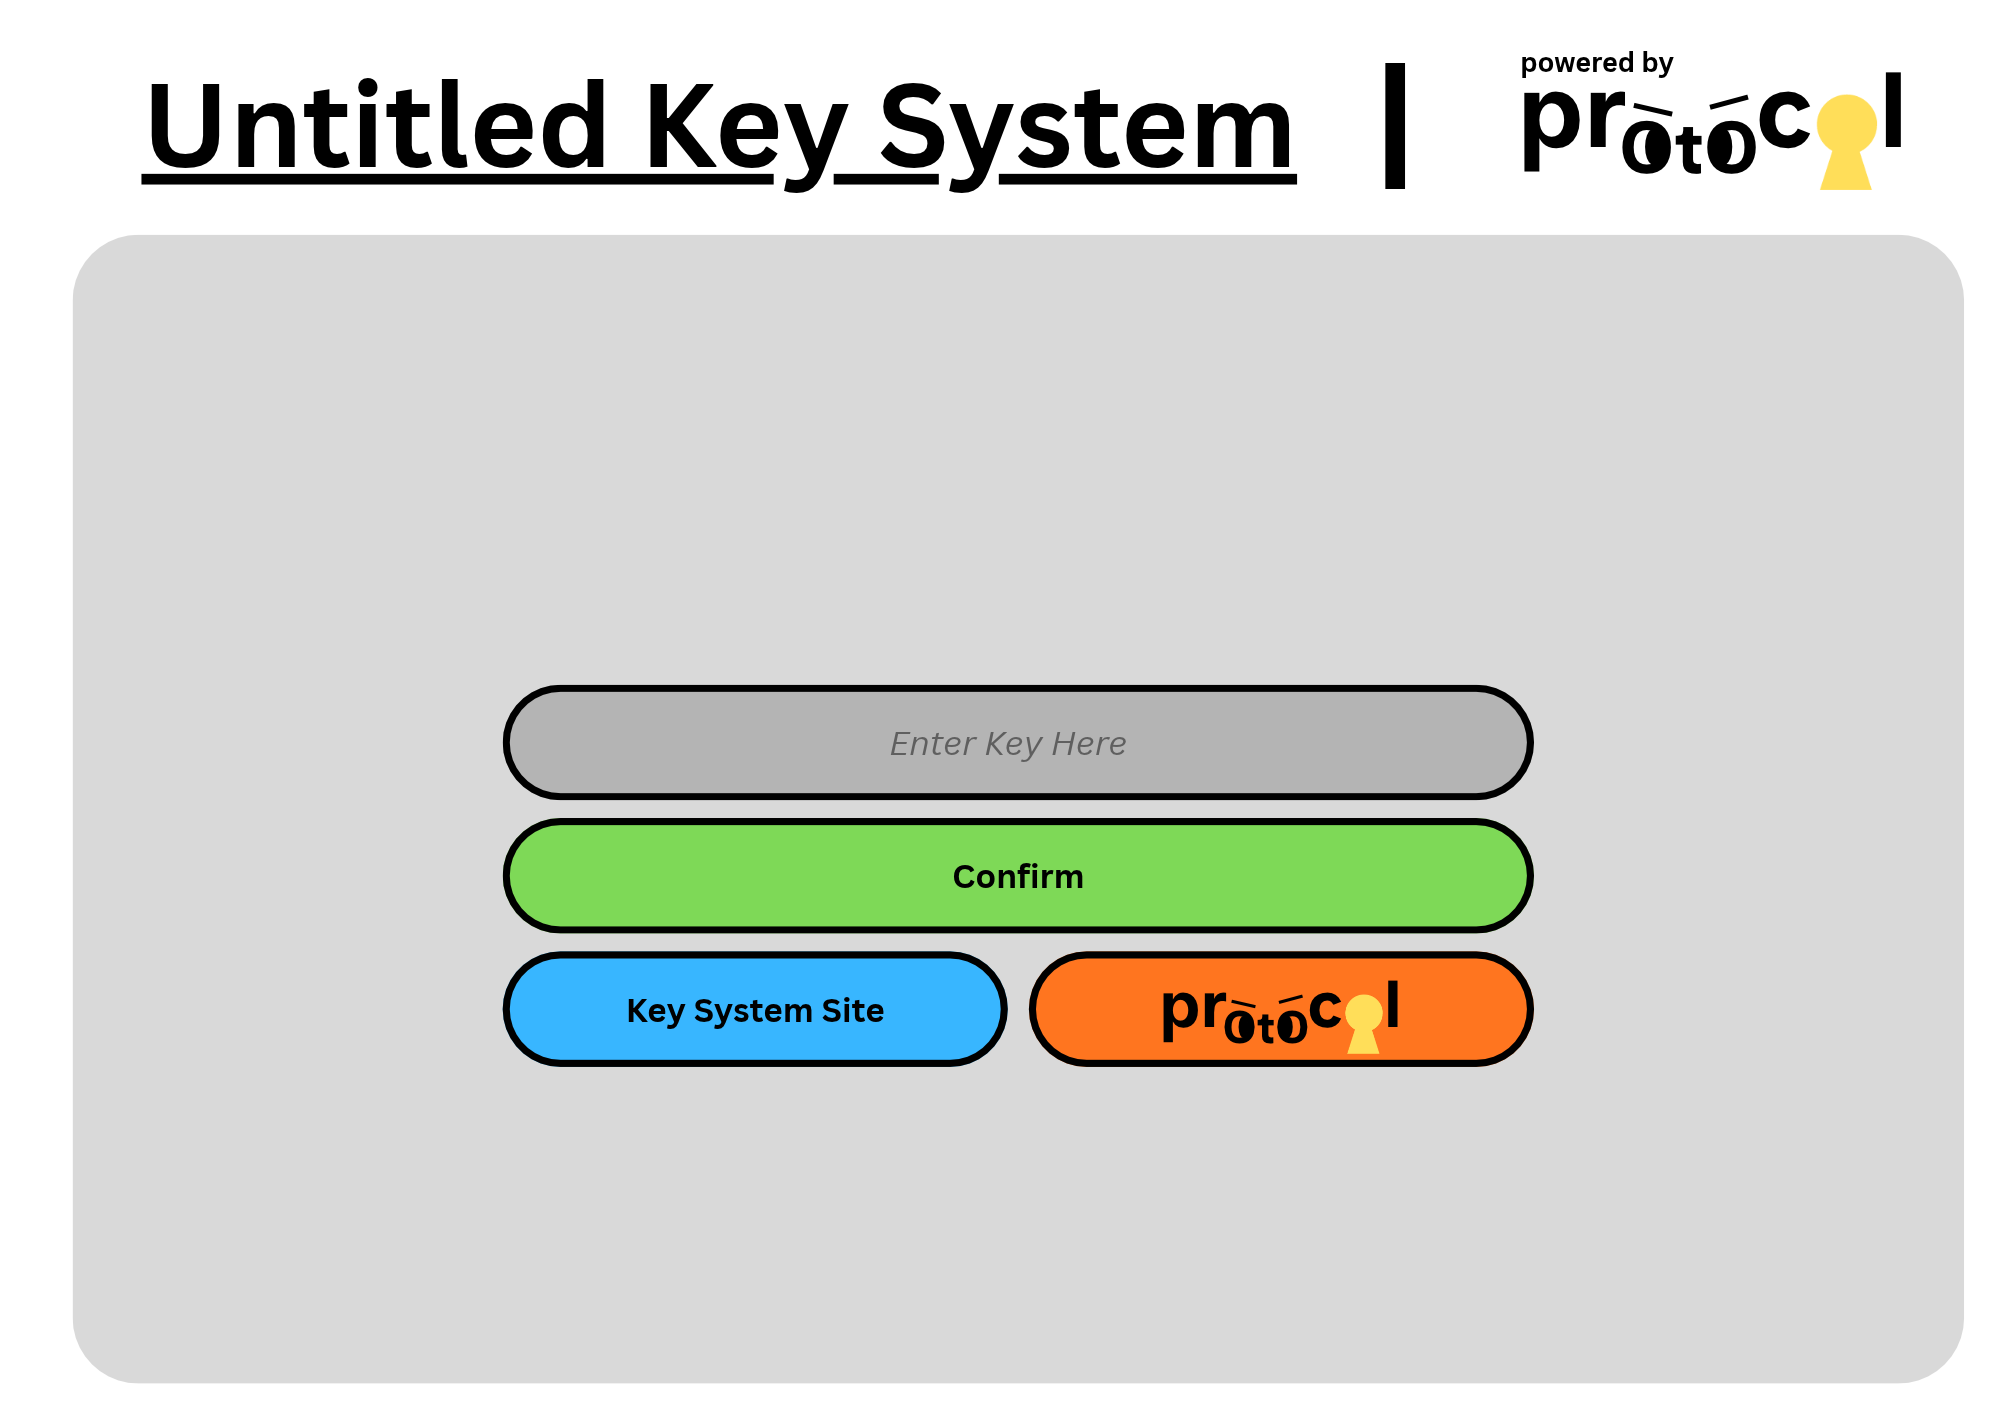 powered by
Untitled Key System | protocol
Enter Key Here
Confirm
Key System Site
protocol